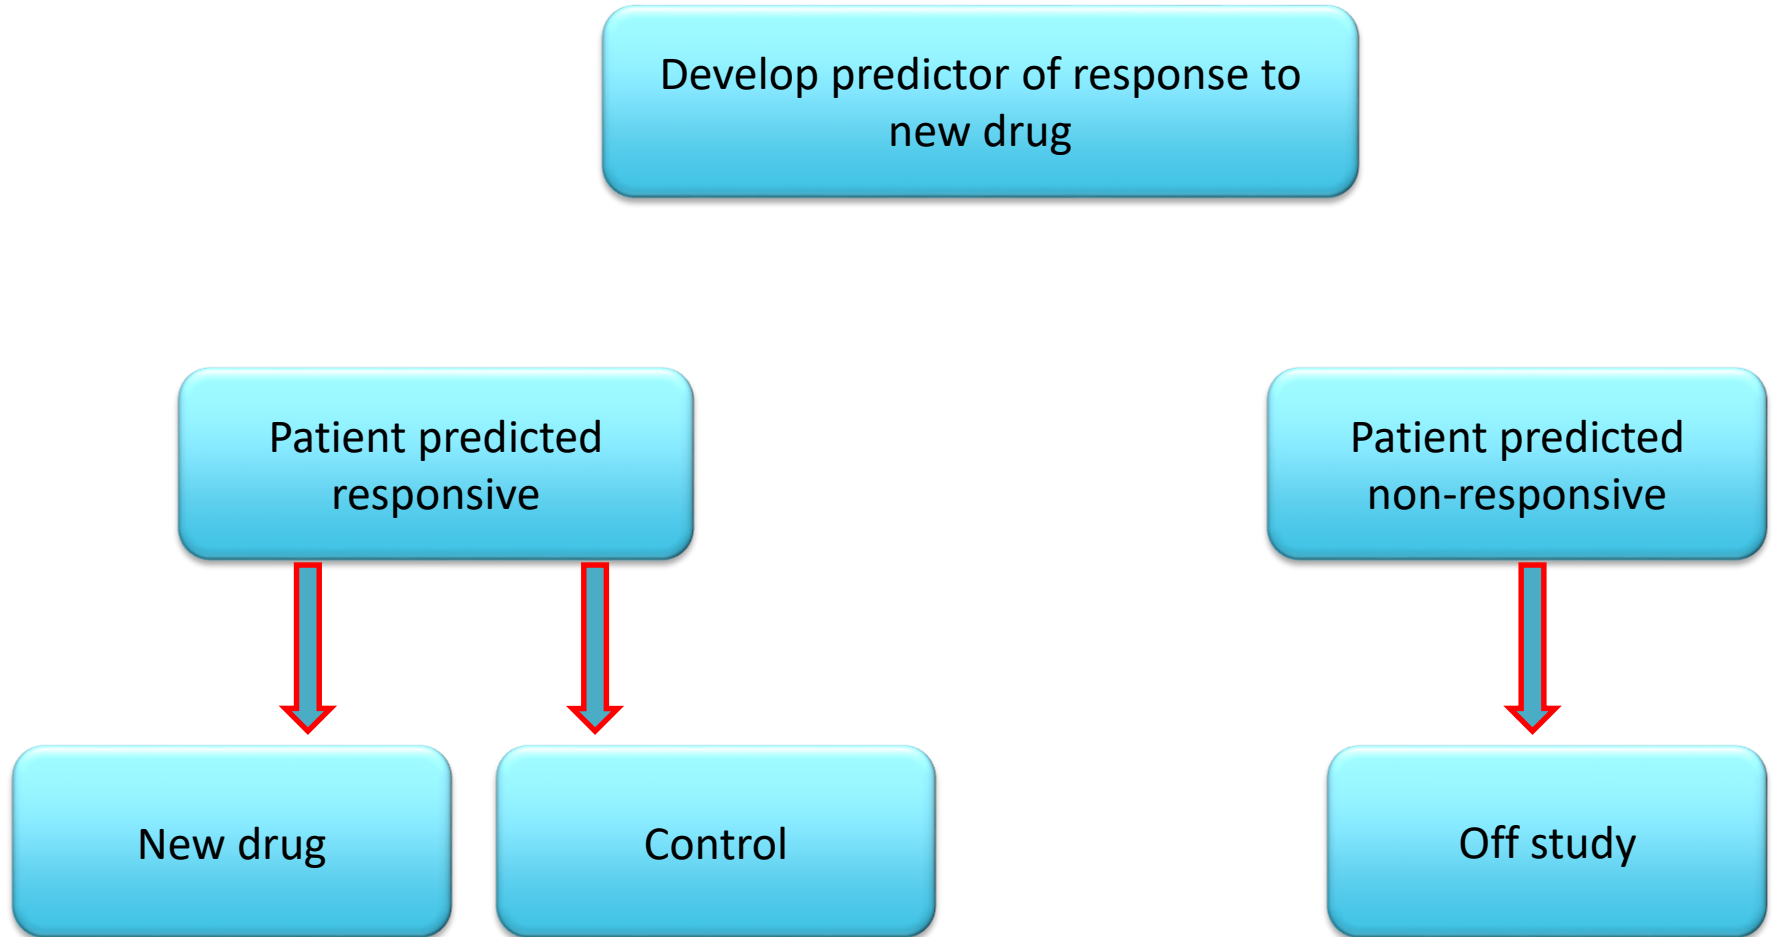 Develop predictor of response to
new drug
Patient predicted
responsive
Patient predicted
non-responsive
New drug
Control
Off study